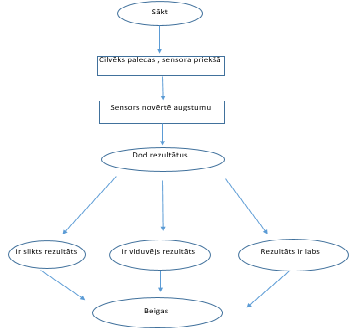 Sākt
Cilvēks palecas , sensora priekšā
Sensors novērtē augstumu
Dod rezultātus
Ir slikts rezultāts
Ir viduvējs rezultāts
Rezultāts ir labs
Beigas